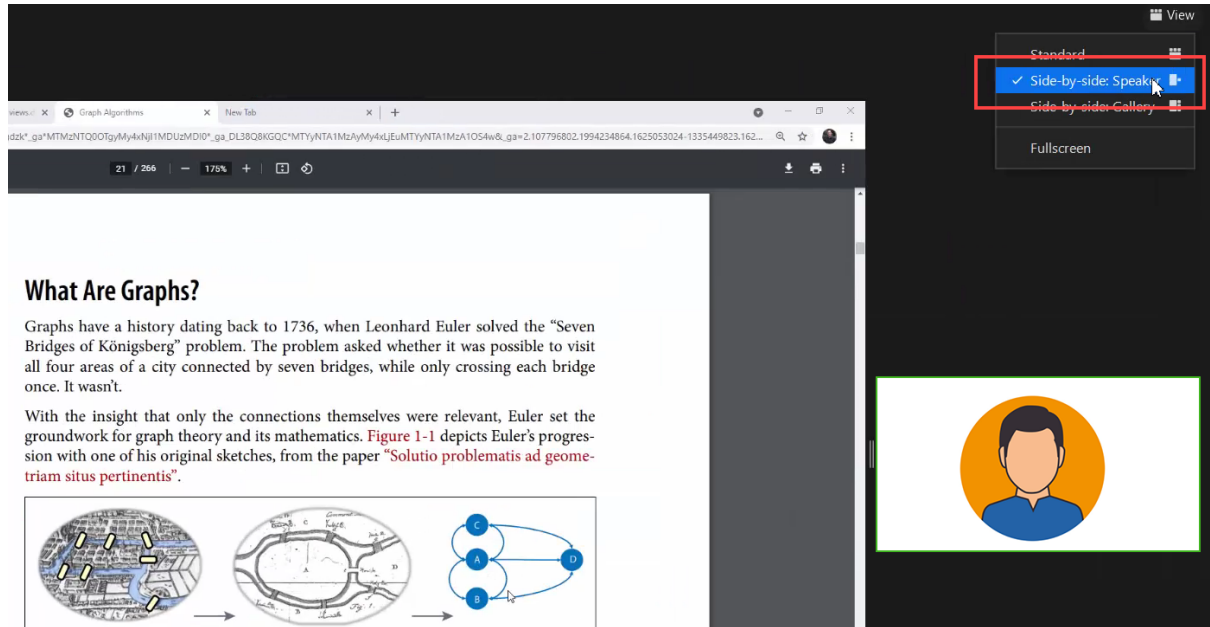 View
Standard
Side-by-side: Speaker
Side-by-side: Gallery
Fullscreen
Graph Algorithms
New Tab
21 / 266
175%
What Are Graphs?
Graphs have a history dating back to 1736, when Leonhard Euler solved the “Seven
Bridges of Königsberg” problem. The problem asked whether it was possible to visit
all four areas of a city connected by seven bridges, while only crossing each bridge
once. It wasn’t.
With the insight that only the connections themselves were relevant, Euler set the
groundwork for graph theory and its mathematics. Figure 1-1 depicts Euler’s progres-
sion with one of his original sketches, from the paper “Solutio problematis ad geome-
triam situs pertinentis”.
C
A
D
B